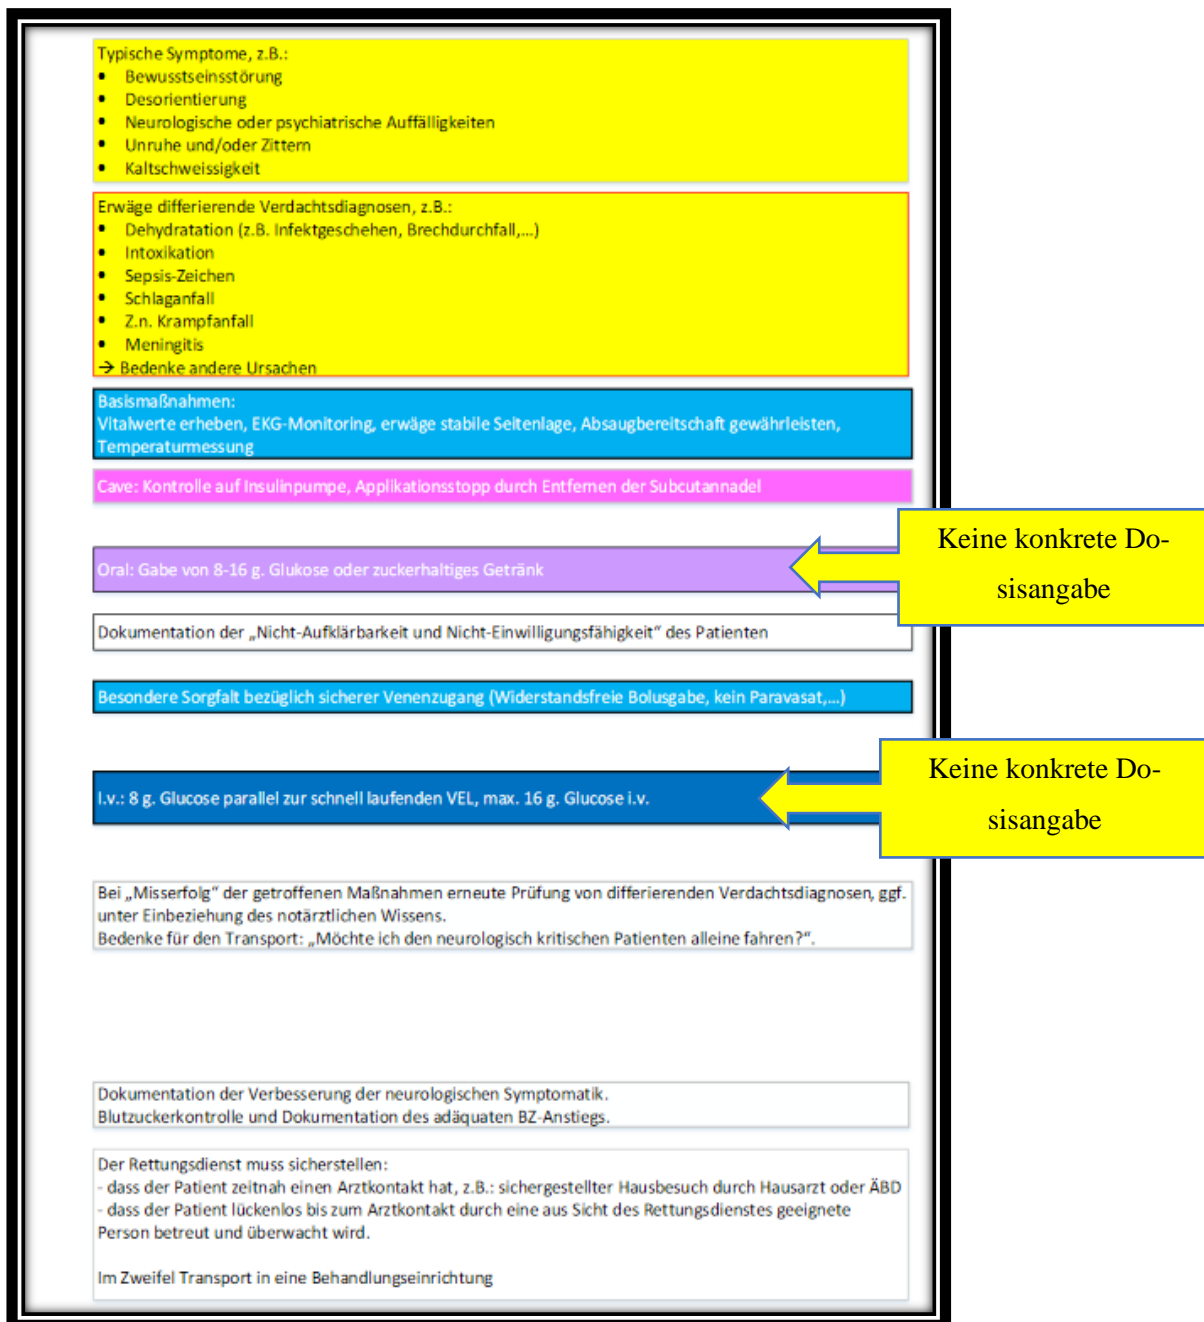 Typische Symptome, z.B.:
• Bewusstseinsstörung
• Desorientierung
• Neurologische oder psychiatrische Auffälligkeiten
• Unruhe und/oder Zittern
• Kaltschweissigkeit
Erwäge differierende Verdachtsdiagnosen, z.B.:
• Dehydratation (z.B. Infektgeschehen, Brechdurchfall,...)
• Intoxikation
• Sepsis-Zeichen
• Schlaganfall
• Z.n. Krampfanfall
• Meningitis
→ Bedenke andere Ursachen
Basismaßnahmen:
Vitalwerte erheben, EKG-Monitoring, erwäge stabile Seitenlage, Absaugbereitschaft gewährleisten,
Temperaturmessung
Cave: Kontrolle auf Insulinpumpe, Applikationsstopp durch Entfernen der Subcutannadel
Keine konkrete Do-
sisangabe
Oral: Gabe von 8-16 g. Glukose oder zuckerhaltiges Getränk
Dokumentation der „Nicht-Aufklärbarkeit und Nicht-Einwilligungsfähigkeit“ des Patienten
Besondere Sorgfalt bezüglich sicherer Venenzugang (Widerstandsfreie Bolusgabe, kein Paravasat,...)
Keine konkrete Do-
sisangabe
I.v.: 8 g. Glucose parallel zur schnell laufenden VEL, max. 16 g. Glucose i.v.
Bei „Misserfolg“ der getroffenen Maßnahmen erneute Prüfung von differierenden Verdachtsdiagnosen, ggf.
unter Einbeziehung des notärztlichen Wissens.
Bedenke für den Transport: „Möchte ich den neurologisch kritischen Patienten alleine fahren?“.
Dokumentation der Verbesserung der neurologischen Symptomatik.
Blutzuckerkontrolle und Dokumentation des adäquaten BZ-Anstiegs.
Der Rettungsdienst muss sicherstellen:
- dass der Patient zeitnah einen Arztkontakt hat, z.B.: sichergestellter Hausbesuch durch Hausarzt oder ÄBD
- dass der Patient lückenlos bis zum Arztkontakt durch eine aus Sicht des Rettungsdienstes geeignete
Person betreut und überwacht wird.
Im Zweifel Transport in eine Behandlungseinrichtung